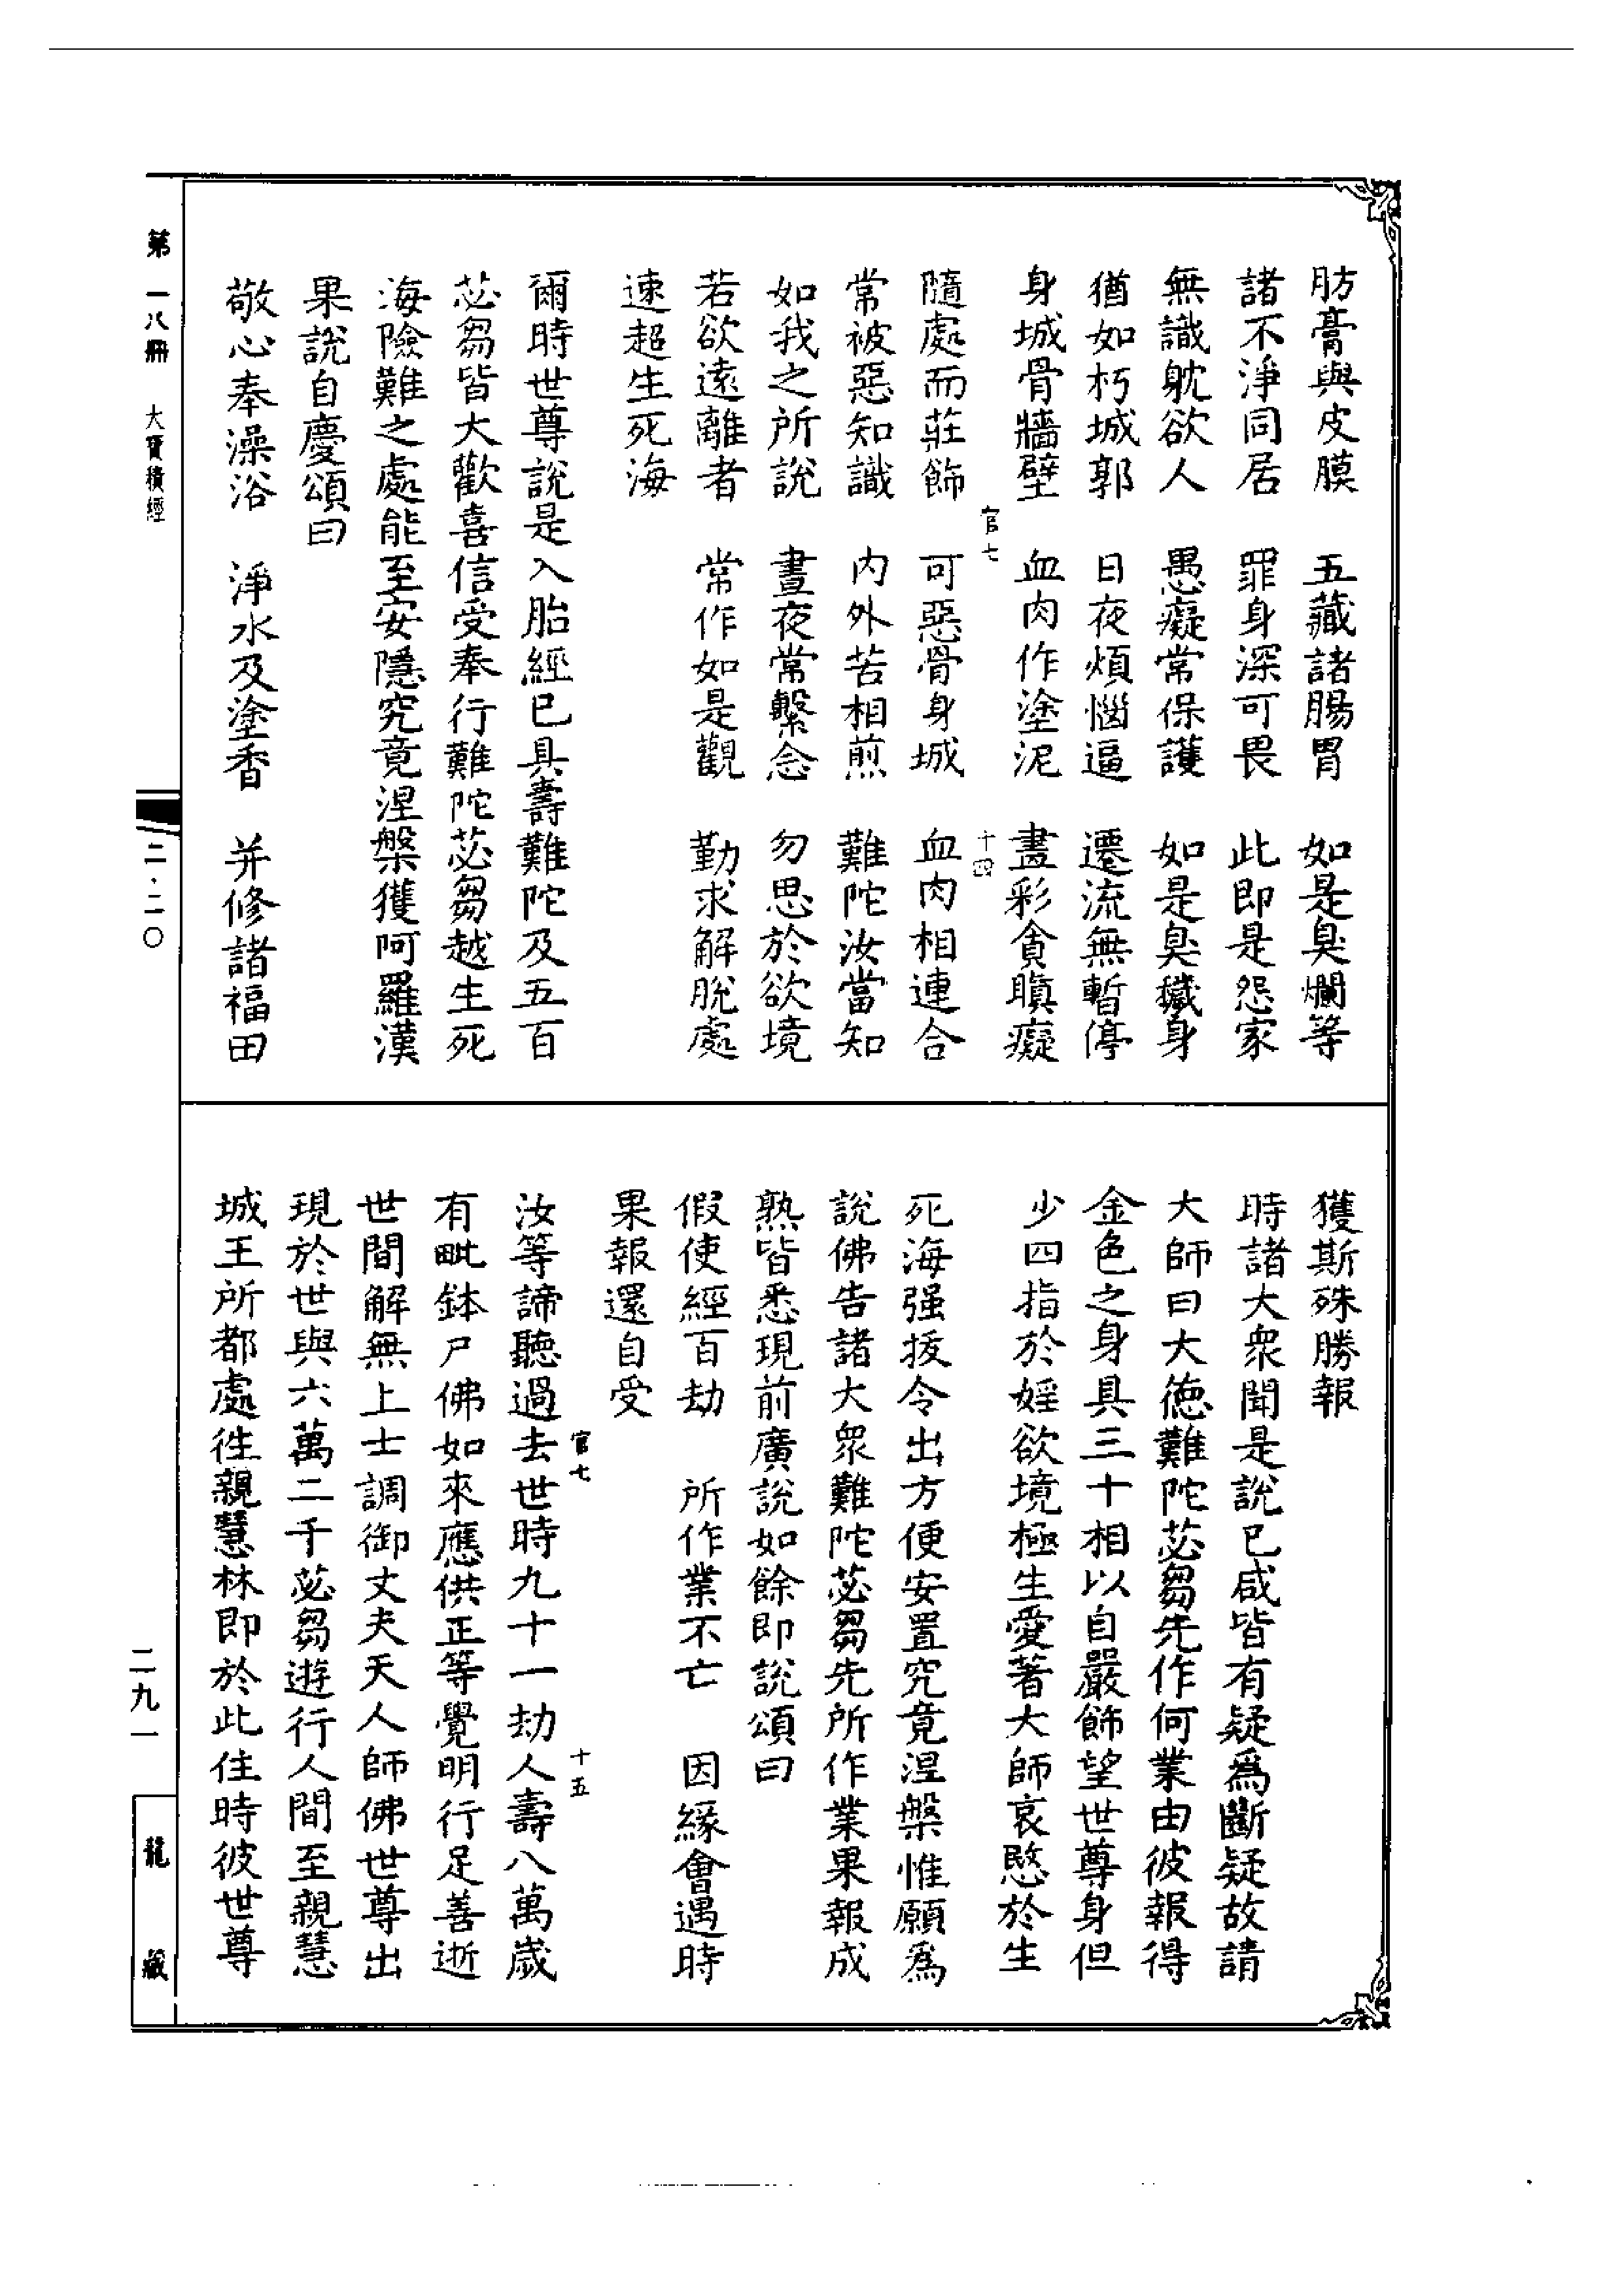 肪膏與皮膜　五藏諸腸胃　如是臭爛等
諸不淨同居　罪身深可畏　此即是怨家
無識躭欲人　愚癡常保護　如是臭穢身
猶如朽城郭　日夜煩惱逼　遷流無暫停
身城骨牆壁　血肉作塗泥　畫彩貪瞋癡
官七　十四
隨處而莊飾　可惡骨身城　血肉相連合
常被惡知識　內外苦相煎　難陀汝當知
如我之所說　晝夜常繫念　勿思於欲境
若欲遠離者　常作如是觀　勤求解脫處
速超生死海
爾時世尊說是入胎經已具壽難陀及五百
苾芻皆大歡喜信受奉行難陀苾芻越生死
海險難之處能至安隱究竟涅槃獲阿羅漢
果說自慶頌曰
敬心奉澡浴　淨水及塗香　并修諸福田
獲斯殊勝報
時諸大衆聞是說已咸皆有疑爲斷疑故請
大師曰大德難陀苾芻先作何業由彼報得
金色之身具三十相以自嚴飾望世尊身但
少四指於婬欲境極生愛著大師哀愍於生
死海强拔令出方便安置究竟涅槃惟願爲
說佛告諸大衆難陀苾芻先所作業果報成
熟皆悉現前廣說如餘即說頌曰
假使經百劫　所作業不亡　因緣會遇時
果報還自受
官七　十五
汝等諦聽過去世時九十一劫人壽八萬歲
有毗鉢尸佛如來應供正等覺明行足善逝
世間解無上士調御丈夫天人師佛世尊出
現於世與六萬二千苾芻遊行人間至親慧
城王所都處徃親慧林即於此住時彼世尊
第一八冊　大寶積經
二·二〇
二九一
龍藏